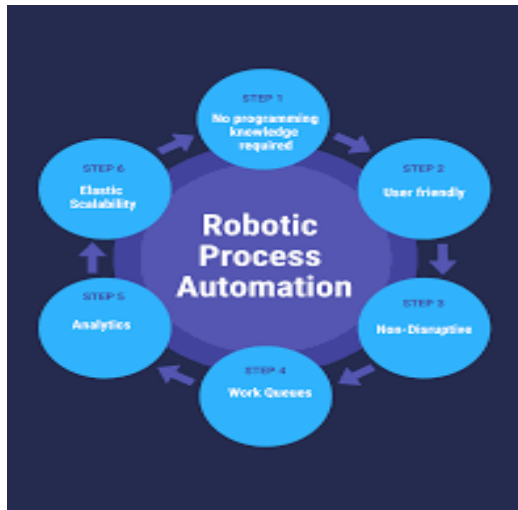 STEP 1
No programming
knowledge
required
STEP 2
User friendly
STEP 3
Non-Disruptive
STEP 4
Work Queues
STEP 5
Analytics
STEP 6
Elastic
Scalability
Robotic
Process
Automation